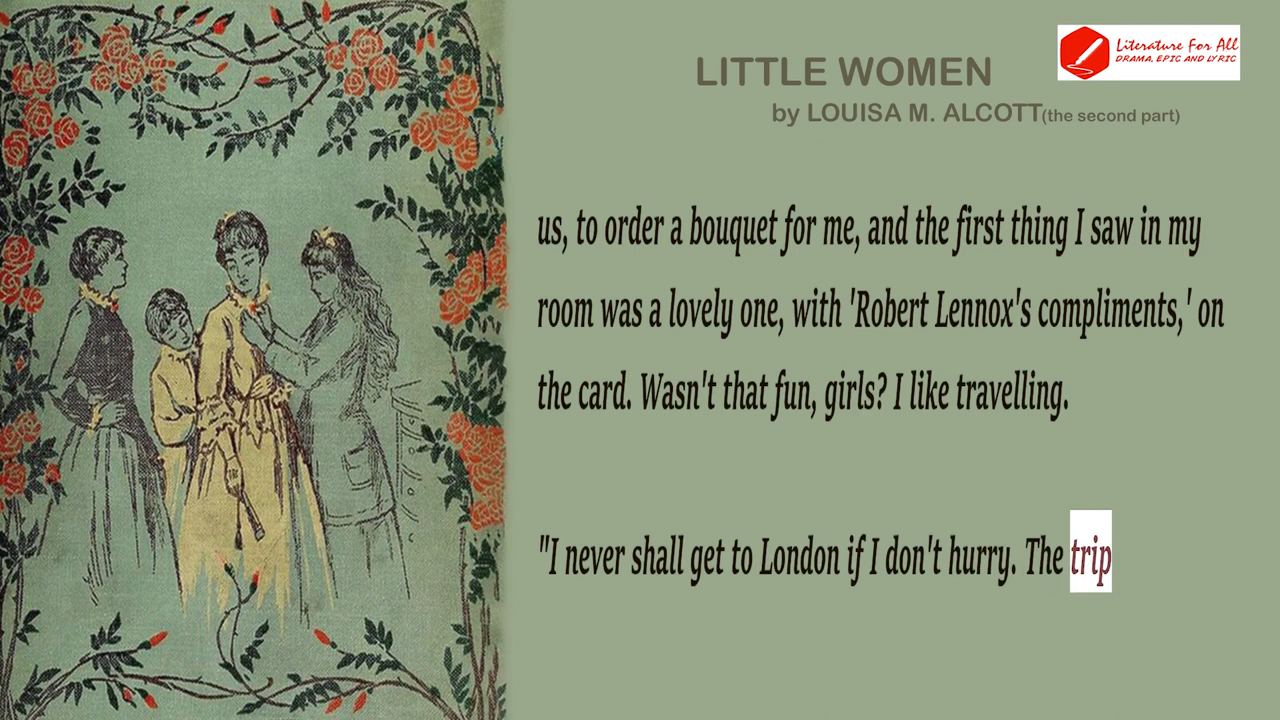 LITTLE WOMEN
by LOUISA M. ALCOTT(the second part)
Literature For All
DRAMA, EPIC AND LYRIC
us, to order a bouquet for me, and the first thing I saw in my
room was a lovely one, with 'Robert Lennox's compliments,' on
the card. Wasn't that fun, girls? I like travelling.
"I never shall get to London if I don't hurry. The trip